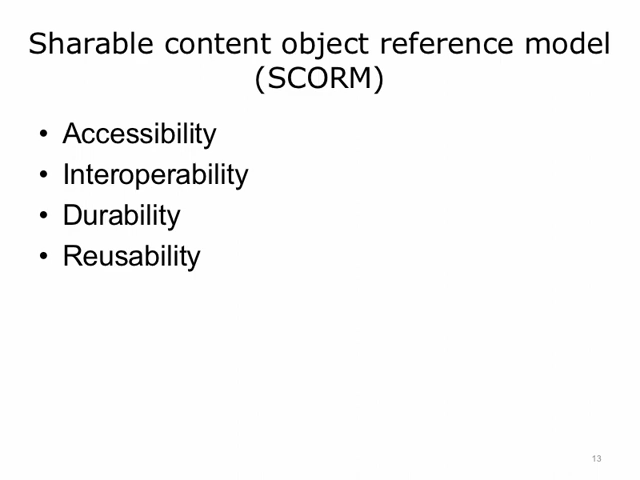 Sharable content object reference model
(SCORM)
• Accessibility
• Interoperability
• Durability
• Reusability
13